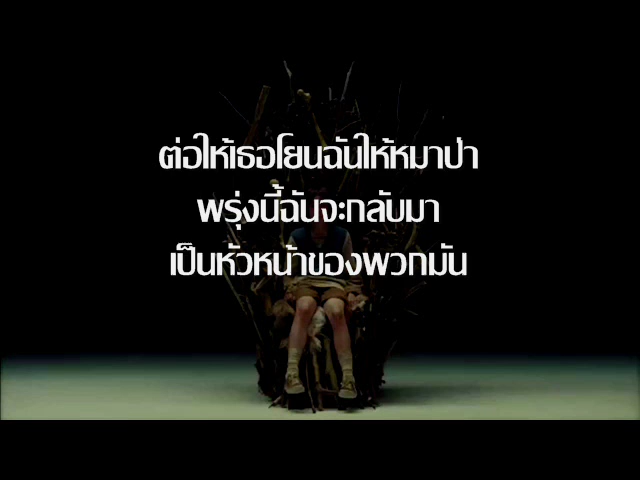 ต่อให้เธอโยนฉันให้หมาป่า
พรุ่งนี้ฉันจะกลับมา
เป็นหัวหน้าของพวกมัน